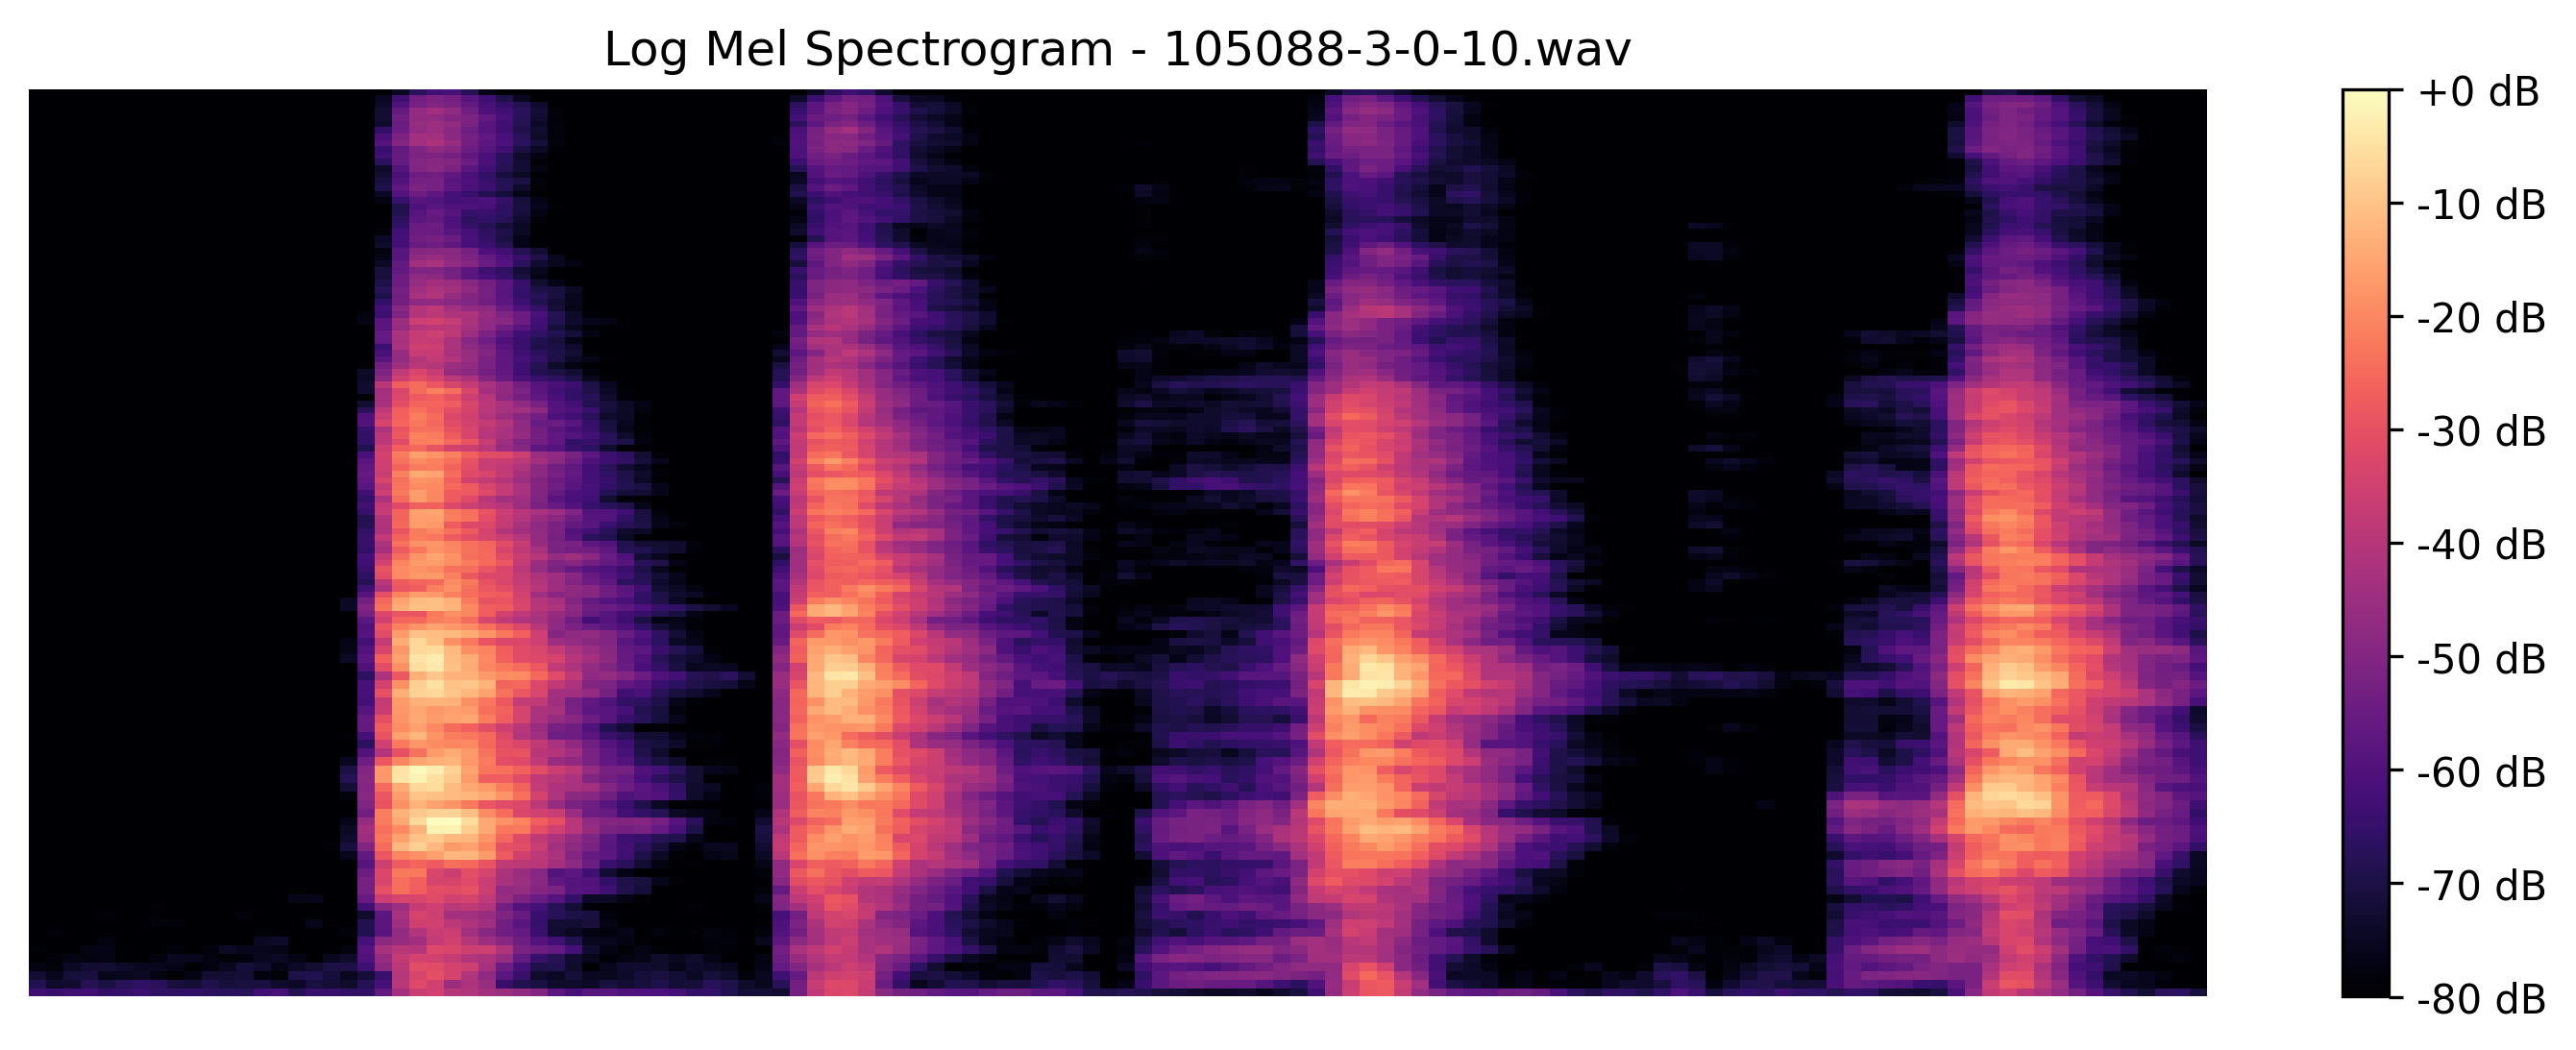 Log Mel Spectrogram - 105088-3-0-10.wav
+0 dB
-10 dB
-20 dB
-30 dB
-40 dB
-50 dB
-60 dB
-70 dB
-80 dB